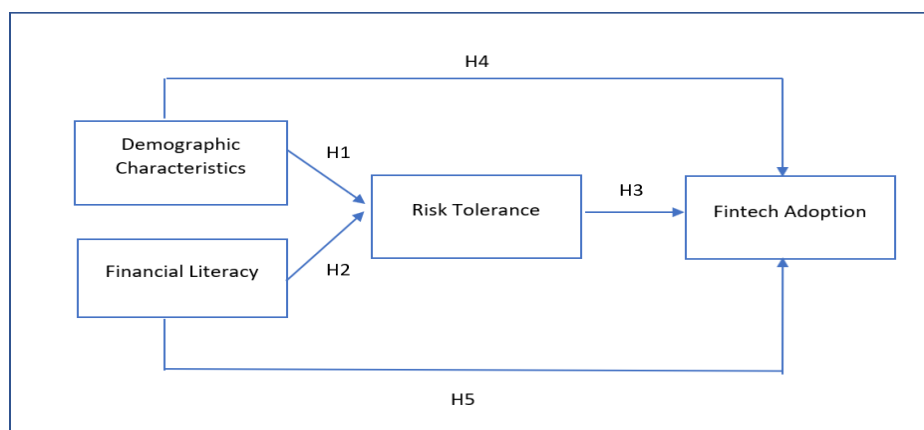 H4
Demographic
Characteristics
H1
Risk Tolerance
H3
Fintech Adoption
Financial Literacy
H2
H5